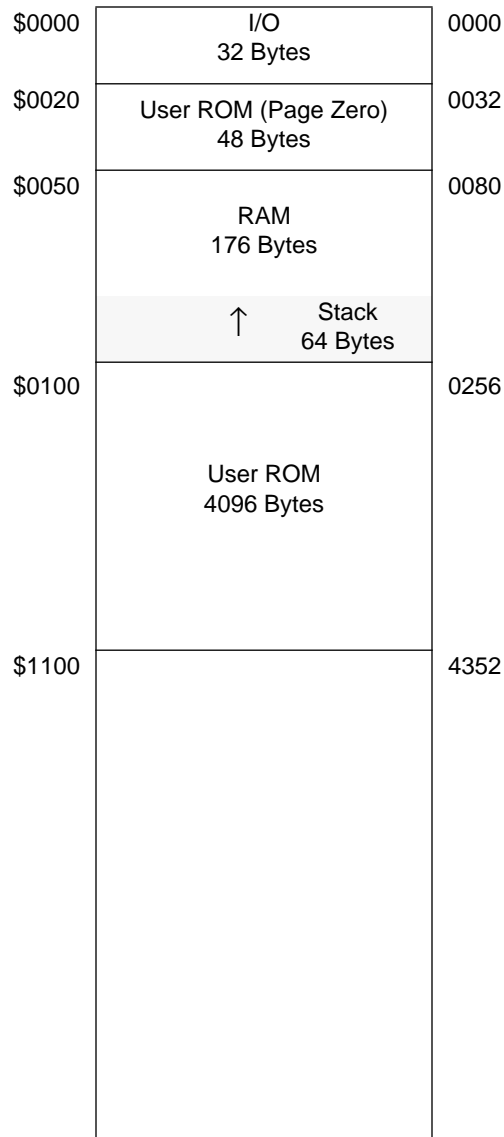 $0000
I/O
0000
32 Bytes
$0020
User ROM (Page Zero)
0032
48 Bytes
$0050
0080
RAM
176 Bytes
↑
Stack
64 Bytes
$0100
0256
User ROM
4096 Bytes
$1100
4352